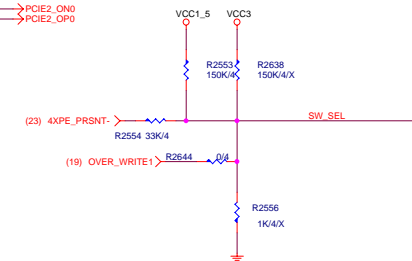 PCIE2_ON0
PCIE2_OP0
VCC1_5 VCC3
R2553 R2638
150K/4 150K/4/X
(23) 4XPE_PRSNT- SW_SEL
R2554 33K/4
(19) OVER_WRITE1 R2644 0/4
R2556
1K/4/X